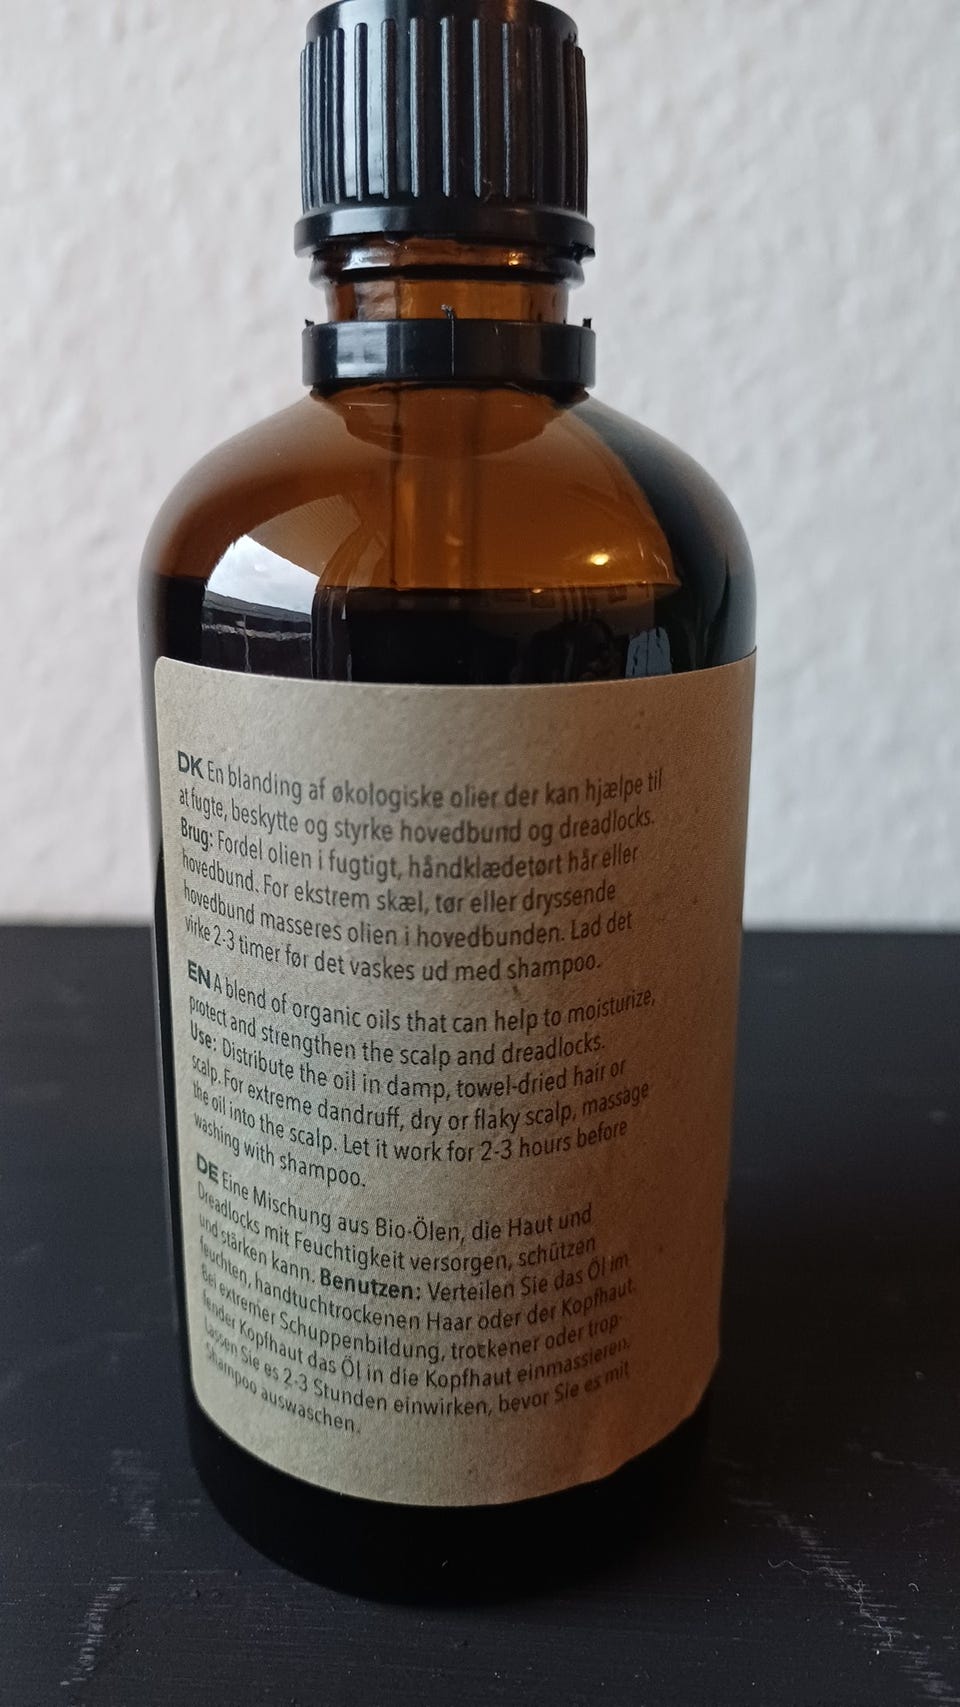 DK En blanding af økologiske olier der kan hjælpe til
at fugte, beskytte og styrke hovedbund og dreadlocks.
Brug: Fordel olien i fugtigt, håndklædetørt hår eller
hovedbund. For ekstrem skæl, tør eller dryssende
hovedbund masseres olien i hovedbunden. Lad det
virke 2-3 timer før det vaskes ud med shampoo.
EN A blend of organic oils that can help to moisturize,
protect and strengthen the scalp and dreadlocks.
Use: Distribute the oil in damp, towel-dried hair or
scalp. For extreme dandruff, dry or flaky scalp, massage
the oil into the scalp. Let it work for 2-3 hours before
washing with shampoo.
DE Eine Mischung aus Bio-Ölen, die Haut und
Dreadlocks mit Feuchtigkeit versorgen, schützen
und stärken kann. Benutzen: Verteilen Sie das Öl im
feuchten, handtuchtrockenen Haar oder der Kopfhaut.
Bei extremer Schuppenbildung, trockener oder trop-
fender Kopfhaut das Öl in die Kopfhaut einmassieren.
Lassen Sie es 2-3 Stunden einwirken, bevor Sie es mit
Shampoo auswaschen.